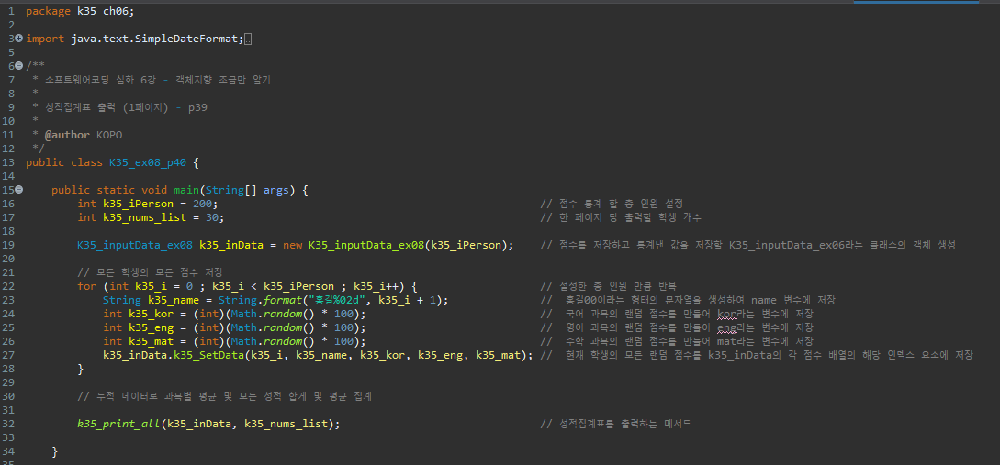 1 package k35_ch06;
2
3 import java.text.SimpleDateFormat;
5
6 /**
7 * 소프트웨어코딩 심화 6강 - 객체지향 조금만 알기
8 *
9 * 성적집계표 출력 (1페이지) - p39
10 *
11 * @author KOPO
12 */
13 public class K35_ex08_p40 {
14
15 public static void main(String[] args) {
16 int k35_iPerson = 200; // 점수 통계 할 총 인원 설정
17 int k35_nums_list = 30; // 한 페이지 당 출력할 학생 개수
18
19 K35_inputData_ex08 k35_inData = new K35_inputData_ex08(k35_iPerson); // 점수를 저장하고 통계낸 값을 저장할 K35_inputData_ex06라는 클래스의 객체 생성
20
21 // 모든 학생의 모든 점수 저장
22 for (int k35_i = 0 ; k35_i < k35_iPerson ; k35_i++) { // 설정한 총 인원 만큼 반복
23 String k35_name = String.format("홍길%02d", k35_i + 1); // 홍길00이라는 형태의 문자열을 생성하여 name 변수에 저장
24 int k35_kor = (int)(Math.random() * 100); // 국어 과목의 랜덤 점수를 만들어 kor라는 변수에 저장
25 int k35_eng = (int)(Math.random() * 100); // 영어 과목의 랜덤 점수를 만들어 eng라는 변수에 저장
26 int k35_mat = (int)(Math.random() * 100); // 수학 과목의 랜덤 점수를 만들어 mat라는 변수에 저장
27 k35_inData.k35_SetData(k35_i, k35_name, k35_kor, k35_eng, k35_mat); // 현재 학생의 모든 랜덤 점수를 k35_inData의 각 점수 배열의 해당 인덱스 요소에 저장
28 }
29
30 // 누적 데이터로 과목별 평균 및 모든 성적 합계 및 평균 집계
31
32 k35_print_all(k35_inData, k35_nums_list); // 성적집계표를 출력하는 메서드
33
34 }
35